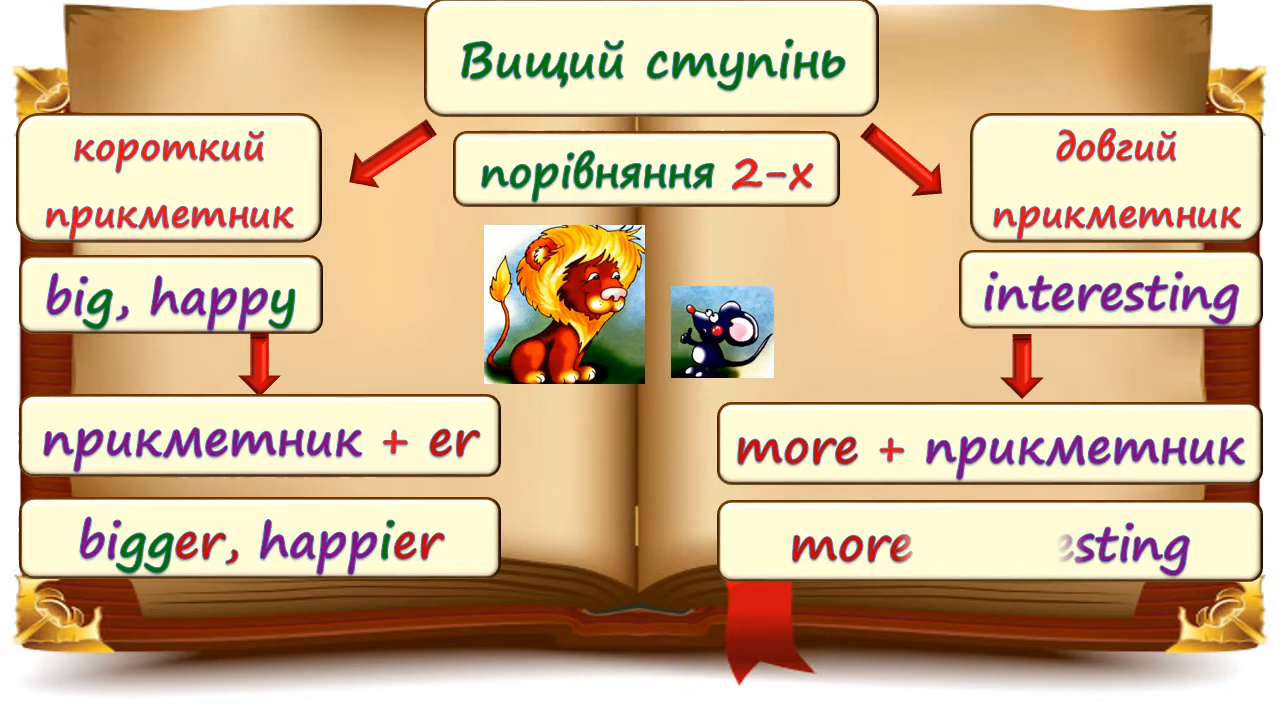 Вищий ступінь
порівняння 2-х
короткий
прикметник
big, happy
прикметник + er
bigger, happier
довгий
прикметник
interesting
more + прикметник
more